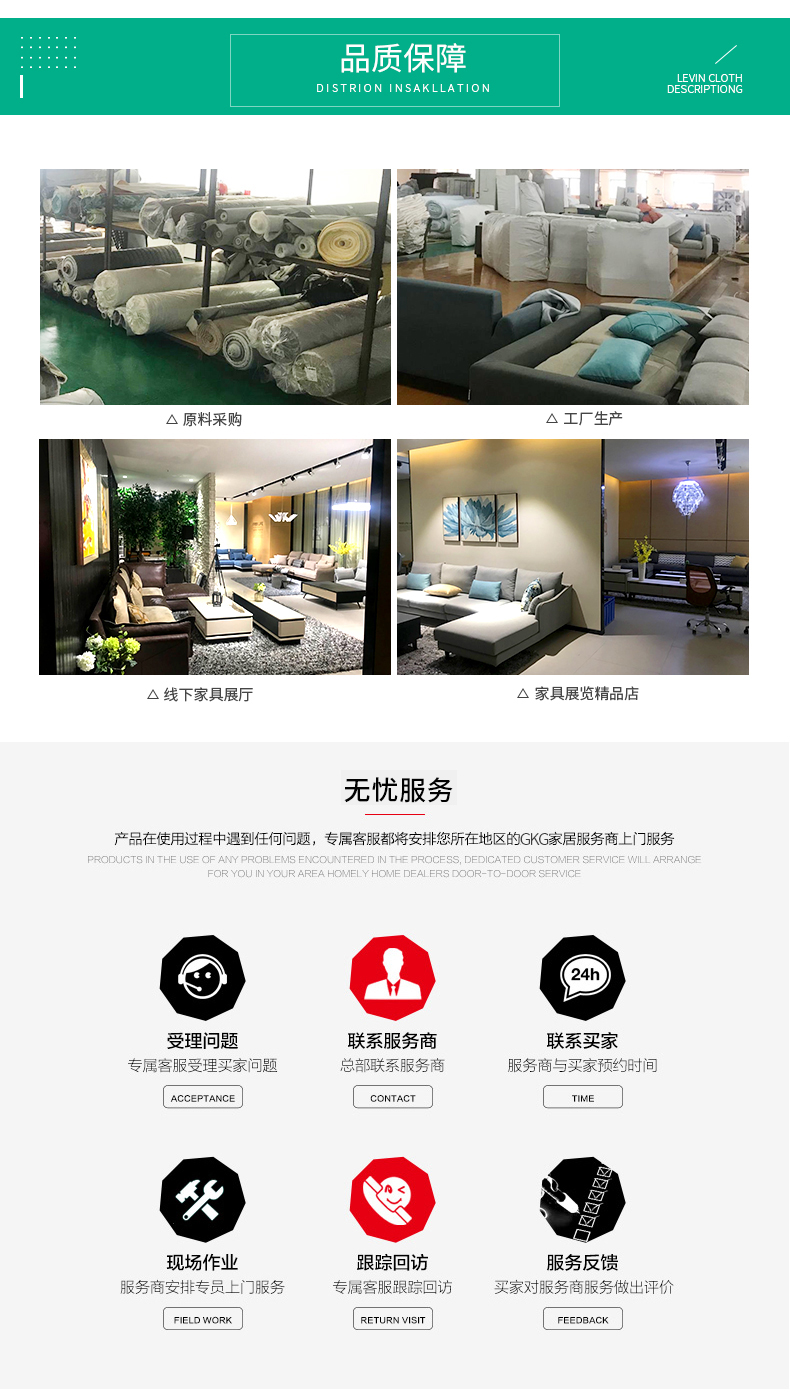 品质保障
DISTRION INSAKLLATION
LEVIN CLOTH
DESCRIPTIONG
△ 原料采购
△ 工厂生产
△ 线下家具展厅
△ 家具展览精品店
无忧服务
产品在使用过程中遇到任何问题，专属客服都将安排您所在地区的GKG家居服务商上门服务
PRODUCTS IN THE USE OF ANY PROBLEMS ENCOUNTERED IN THE PROCESS, DEDICATED CUSTOMER SERVICE WILL ARRANGE
FOR YOU IN YOUR AREA HOMELY HOME DEALERS DOOR-TO-DOOR SERVICE
24h
受理问题
专属客服受理买家问题
ACCEPTANCE
联系服务商
总部联系服务商
CONTACT
联系买家
服务商与买家预约时间
TIME
现场作业
服务商安排专员上门服务
FIELD WORK
跟踪回访
专属客服跟踪回访
RETURN VISIT
服务反馈
买家对服务商服务做出评价
FEEDBACK